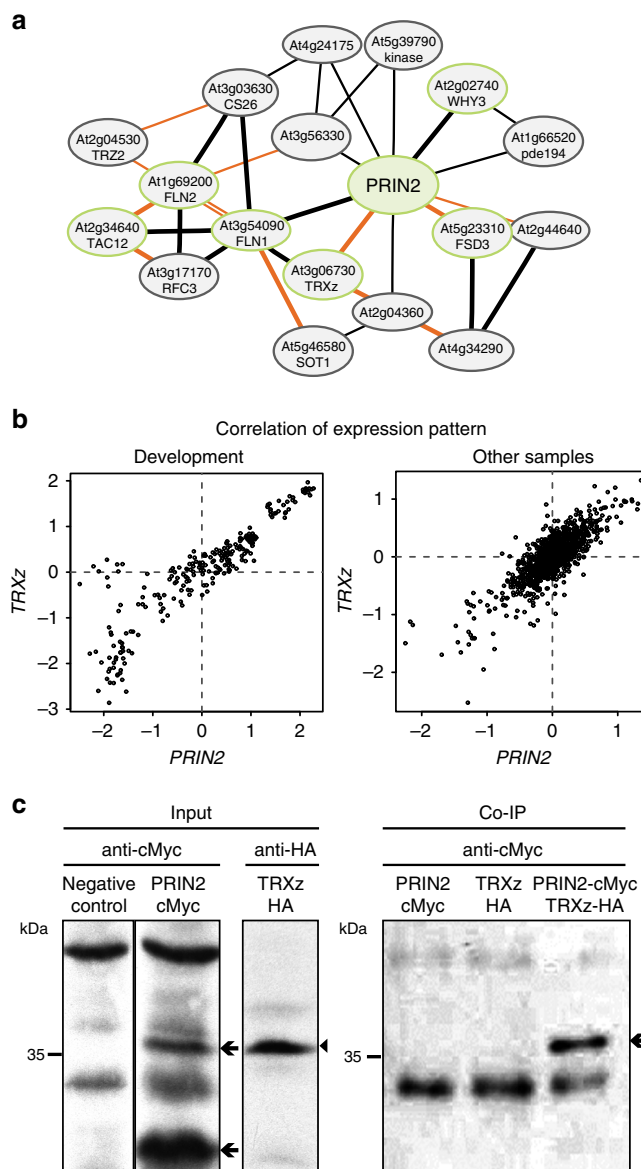 a
At4g24175
At5g39790
kinase
At3g03630
CS26
At2g02740
WHY3
At2g04530
TRZ2
At3g56330
At1g66520
pde194
At1g69200
FLN2
PRIN2
At2g34640
TAC12
At3g54090
FLN1
At5g23310
FSD3
At2g44640
At3g17170
RFC3
At3g06730
TRXz
At2g04360
At5g46580
SOT1
At4g34290
b
Correlation of expression pattern
Development
Other samples
2
1
0
−1
−2
−3
TRXz
−2 −1 0 1 2
PRIN2
1
0
−1
−2
TRXz
−2 −1 0 1
PRIN2
c
Input
Co-IP
anti-cMyc
anti-HA
anti-cMyc
Negative
control
PRIN2
cMyc
TRXz
HA
PRIN2
cMyc
TRXz
HA
PRIN2-cMyc
TRXz-HA
kDa
35
kDa
35